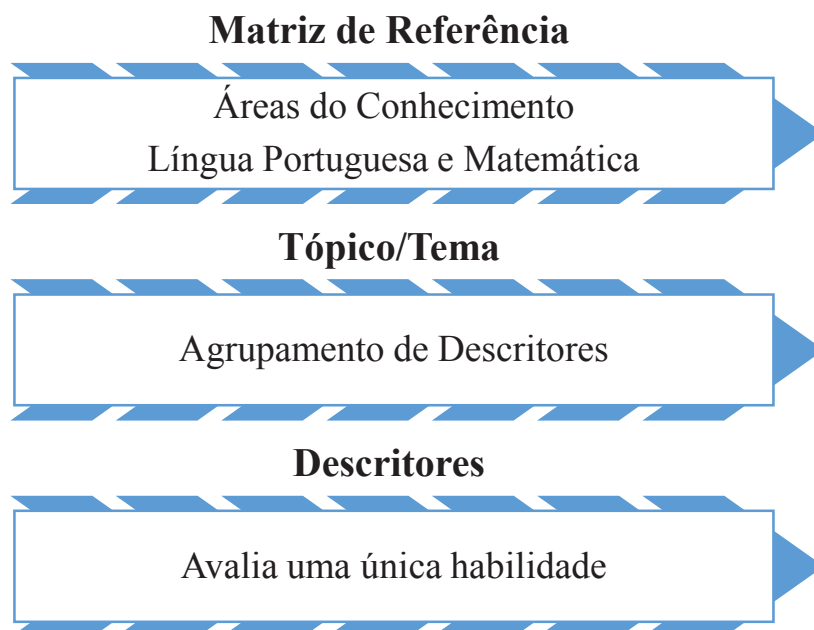 Matriz de Referência
Áreas do Conhecimento
Língua Portuguesa e Matemática
Tópico/Tema
Agrupamento de Descritores
Descritores
Avalia uma única habilidade